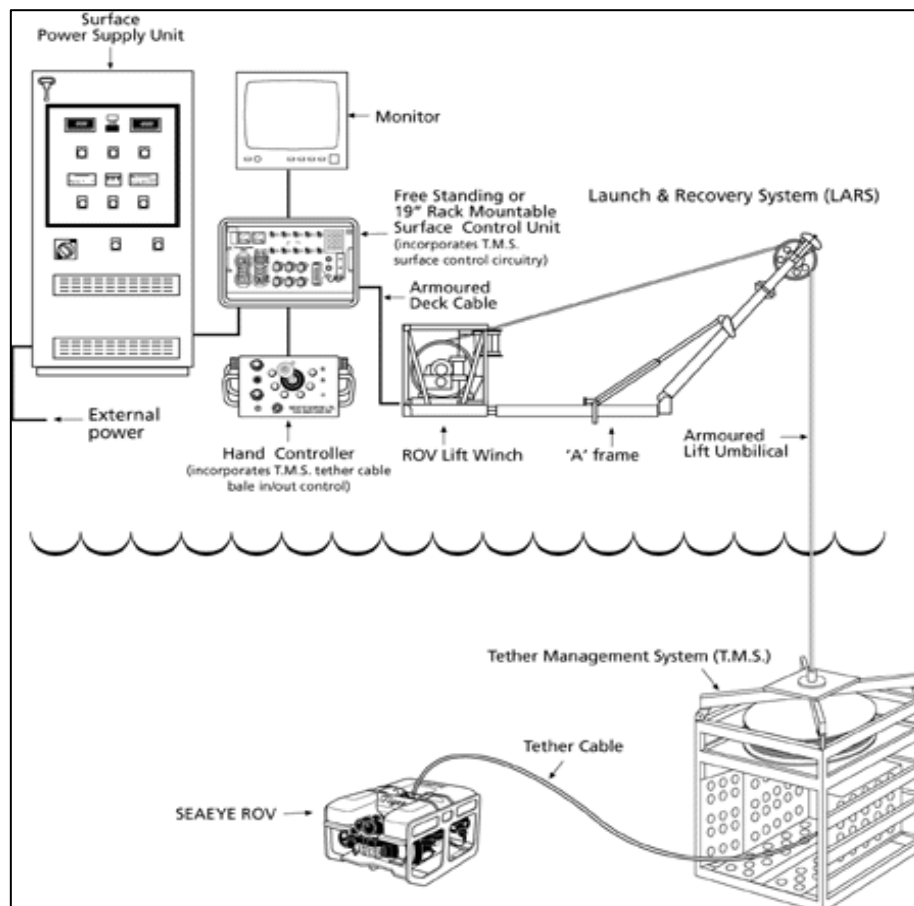 Surface
Power Supply Unit
Monitor
Free Standing or
19" Rack Mountable
Surface Control Unit
(incorporates T.M.S.
surface control circuitry)
Launch & Recovery System (LARS)
Armoured
Deck Cable
External
power
Hand Controller
(incorporates T.M.S. tether cable
bale in/out control)
ROV Lift Winch
'A' frame
Armoured
Lift Umbilical
Tether Management System (T.M.S.)
Tether Cable
SEAEYE ROV